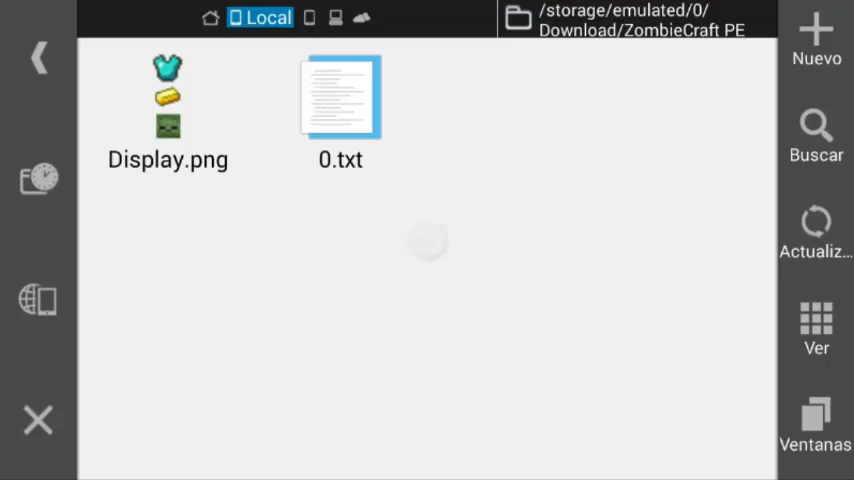 Local
/storage/emulated/0/
Download/ZombieCraft PE
Nuevo
Display.png
0.txt
Buscar
Actualiz...
Ver
Ventanas